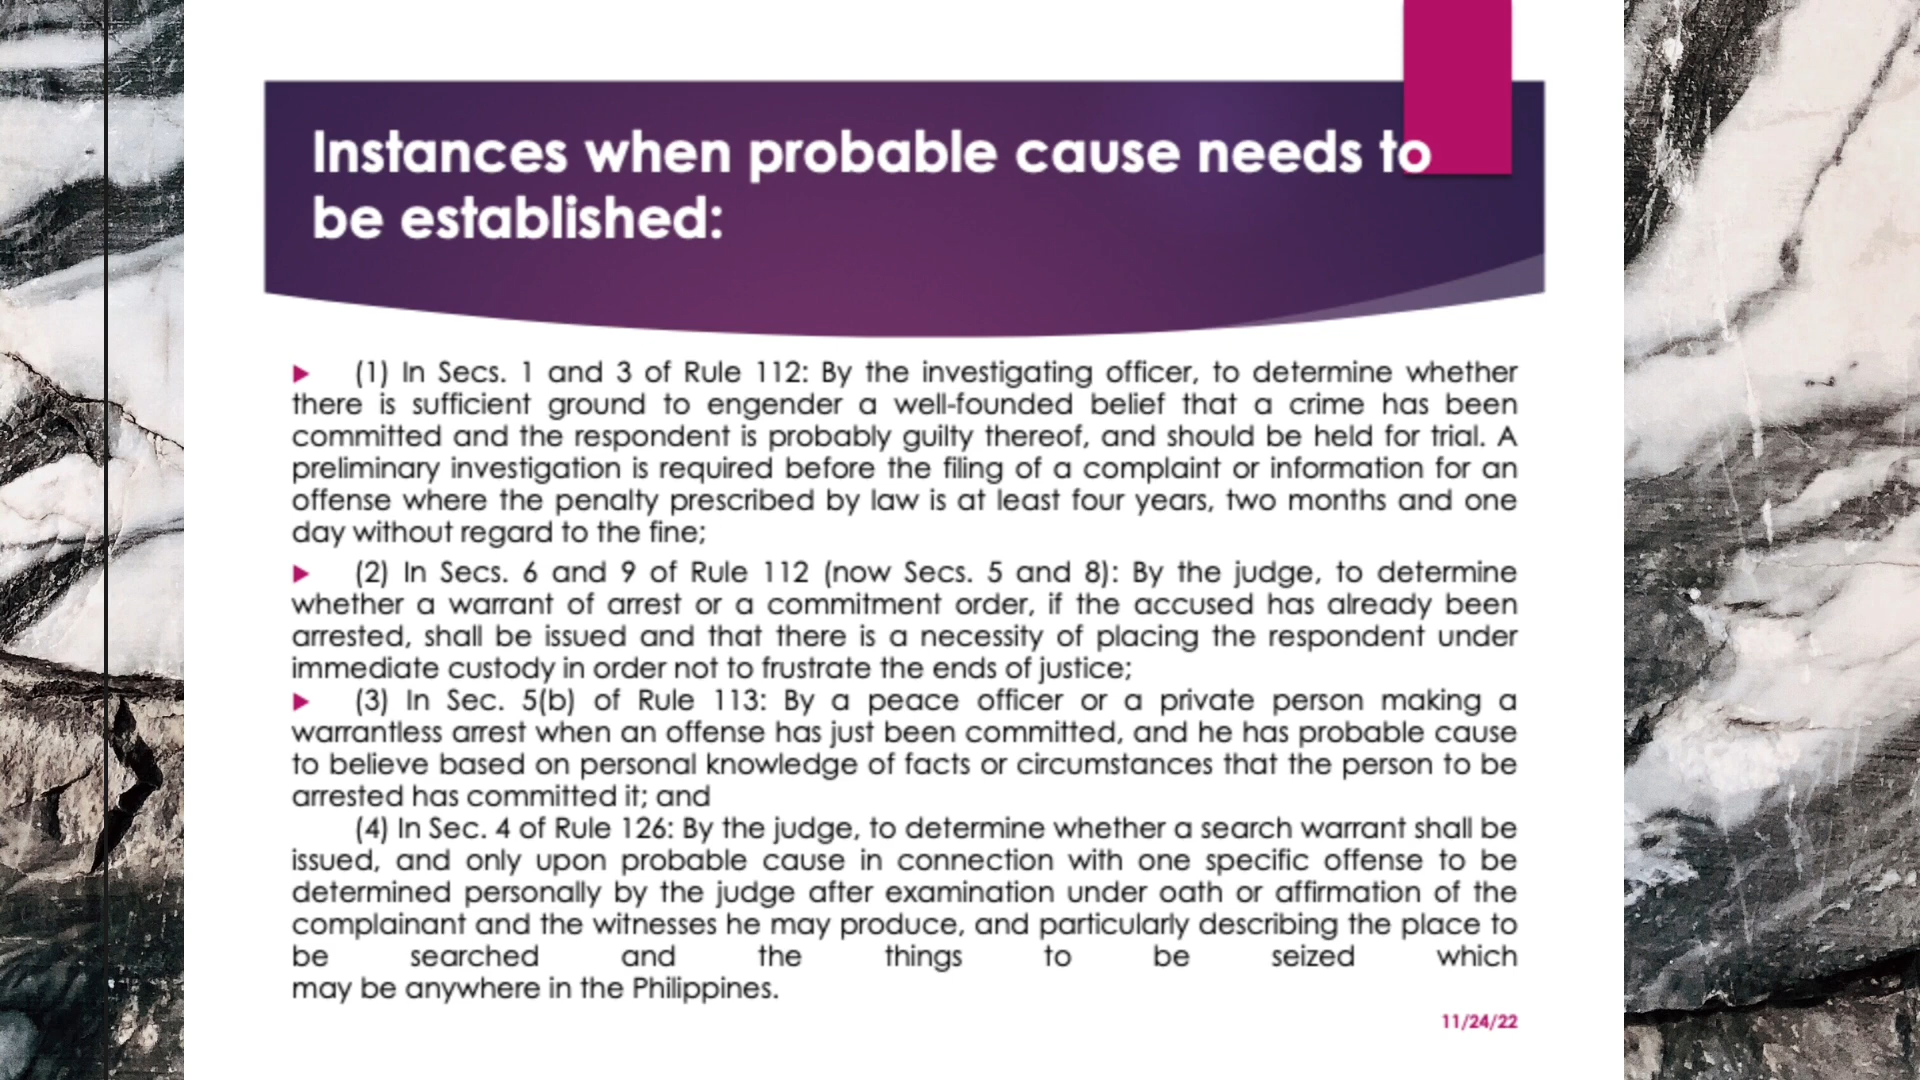 Instances when probable cause needs to
be established:
(1) In Secs. 1 and 3 of Rule 112: By the investigating officer, to determine whether
there is sufficient ground to engender a well-founded belief that a crime has been
committed and the respondent is probably guilty thereof, and should be held for trial. A
preliminary investigation is required before the filing of a complaint or information for an
offense where the penalty prescribed by law is at least four years, two months and one
day without regard to the fine;
(2) In Secs. 6 and 9 of Rule 112 (now Secs. 5 and 8): By the judge, to determine
whether a warrant of arrest or a commitment order, if the accused has already been
arrested, shall be issued and that there is a necessity of placing the respondent under
immediate custody in order not to frustrate the ends of justice;
(3) In Sec. 5(b) of Rule 113: By a peace officer or a private person making a
warrantless arrest when an offense has just been committed, and he has probable cause
to believe based on personal knowledge of facts or circumstances that the person to be
arrested has committed it; and
(4) In Sec. 4 of Rule 126: By the judge, to determine whether a search warrant shall be
issued, and only upon probable cause in connection with one specific offense to be
determined personally by the judge after examination under oath or affirmation of the
complainant and the witnesses he may produce, and particularly describing the place to
be searched and the things to be seized which
may be anywhere in the Philippines.
11/24/22